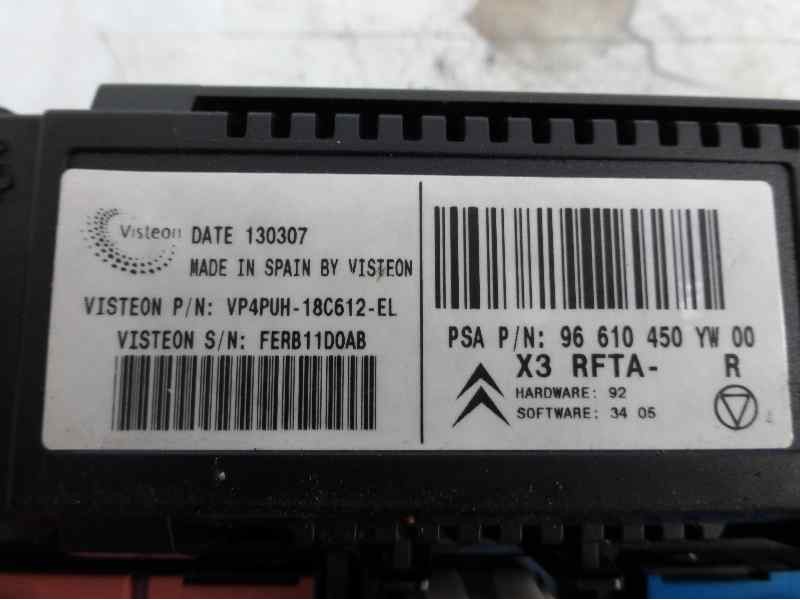 Visteon
DATE 130307
MADE IN SPAIN BY VISTEON
VISTEON P/N: VP4PUH-18C612-EL
VISTEON S/N: FERB11D0AB
PSA P/N: 96 610 450 YW 00
X3 RFTA- R
HARDWARE: 92
SOFTWARE: 34 05